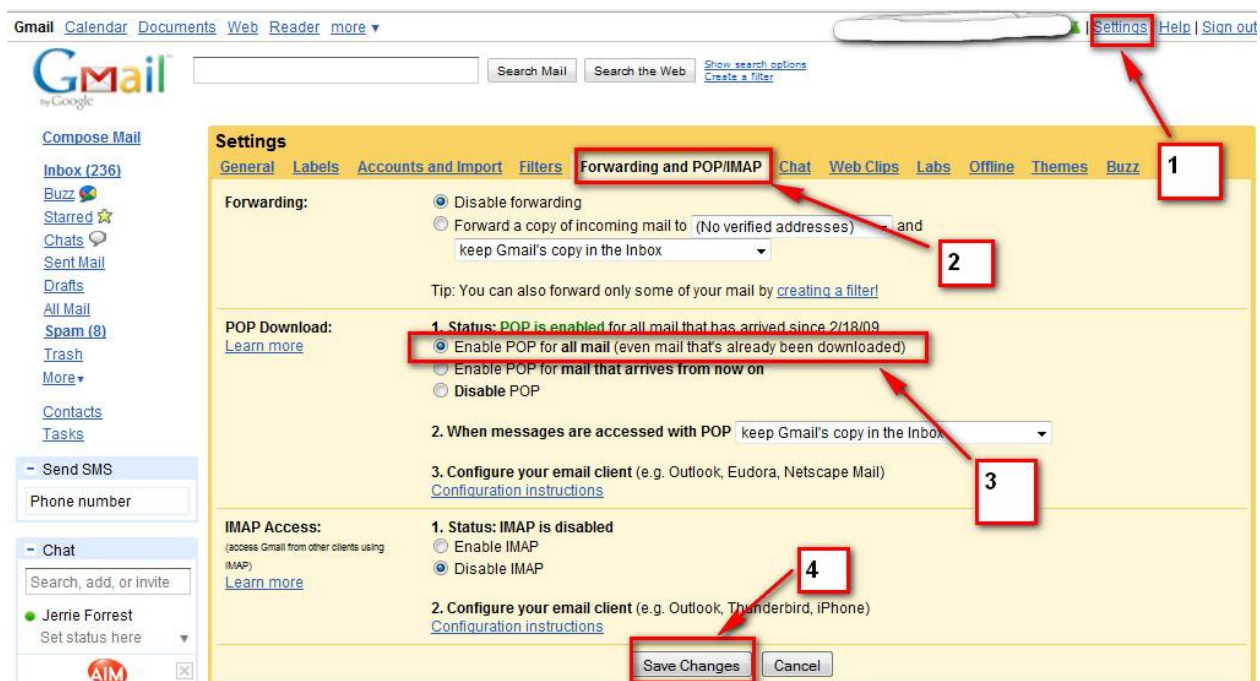 Gmail Calendar Documents Web Reader more ▾ | Settings | Help | Sign out
Gmail
by Google
Search Mail Search the Web Show search options
Create a filter
Compose Mail
Inbox (236)
Buzz
Starred
Chats
Sent Mail
Drafts
All Mail
Spam (8)
Trash
More ▾
Contacts
Tasks
− Send SMS
Phone number
− Chat
Search, add, or invite
Jerrie Forrest
Set status here ▾
AIM
Settings
General Labels Accounts and Import Filters Forwarding and POP/IMAP Chat Web Clips Labs Offline Themes Buzz
1
Forwarding: Disable forwarding
Forward a copy of incoming mail to (No verified addresses) and
keep Gmail's copy in the Inbox
2
Tip: You can also forward only some of your mail by creating a filter!
POP Download: 1. Status: POP is enabled for all mail that has arrived since 2/18/09
Learn more Enable POP for all mail (even mail that's already been downloaded)
Enable POP for mail that arrives from now on
Disable POP
2. When messages are accessed with POP keep Gmail's copy in the Inbox
3. Configure your email client (e.g. Outlook, Eudora, Netscape Mail)
Configuration instructions
3
IMAP Access: 1. Status: IMAP is disabled
(access Gmail from other clients using Enable IMAP
IMAP) Disable IMAP
Learn more
4
2. Configure your email client (e.g. Outlook, Thunderbird, iPhone)
Configuration instructions
Save Changes Cancel